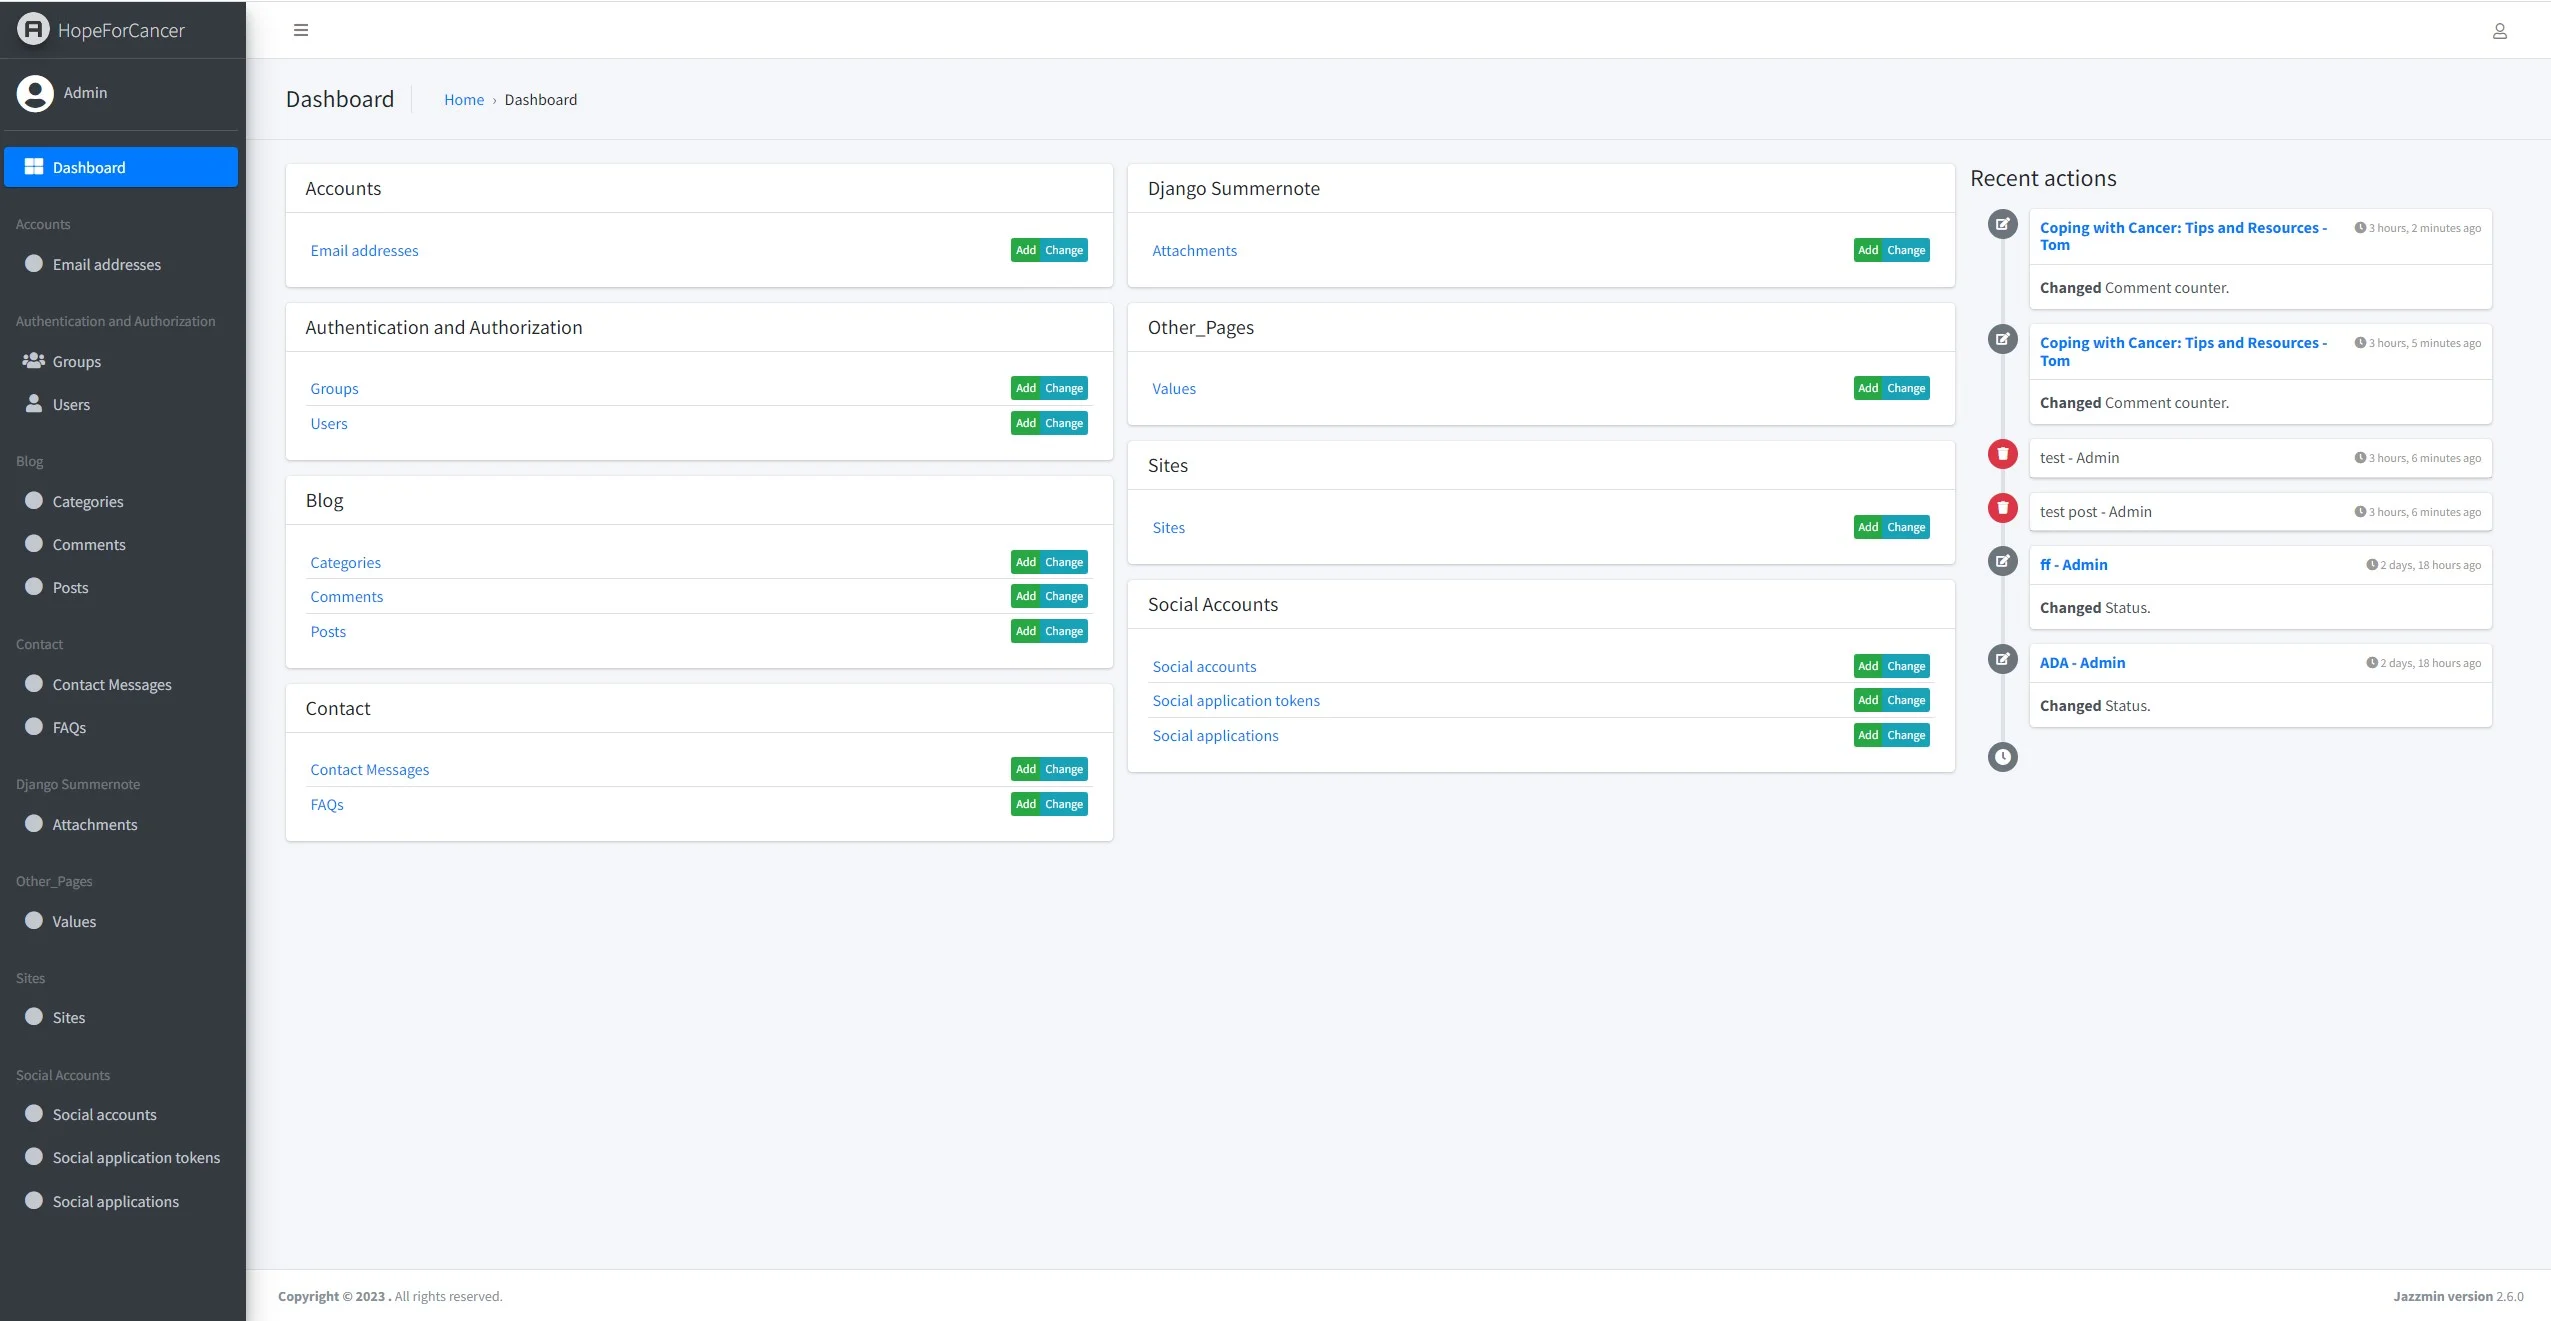 HopeForCancer
Admin
Dashboard
Accounts
Email addresses
Authentication and Authorization
Groups
Users
Blog
Categories
Comments
Posts
Contact
Contact Messages
FAQs
Django Summernote
Attachments
Other_Pages
Values
Sites
Sites
Social Accounts
Social accounts
Social application tokens
Social applications
Dashboard
Home › Dashboard
Accounts
Email addresses Add Change
Authentication and Authorization
Groups Add Change
Users Add Change
Blog
Categories Add Change
Comments Add Change
Posts Add Change
Contact
Contact Messages Add Change
FAQs Add Change
Django Summernote
Attachments Add Change
Other_Pages
Values Add Change
Sites
Sites Add Change
Social Accounts
Social accounts Add Change
Social application tokens Add Change
Social applications Add Change
Recent actions
Coping with Cancer: Tips and Resources - 3 hours, 2 minutes ago
Tom
Changed Comment counter.
Coping with Cancer: Tips and Resources - 3 hours, 5 minutes ago
Tom
Changed Comment counter.
test - Admin 3 hours, 6 minutes ago
test post - Admin 3 hours, 6 minutes ago
ff - Admin 2 days, 18 hours ago
Changed Status.
ADA - Admin 2 days, 18 hours ago
Changed Status.
Copyright © 2023 . All rights reserved.
Jazzmin version 2.6.0